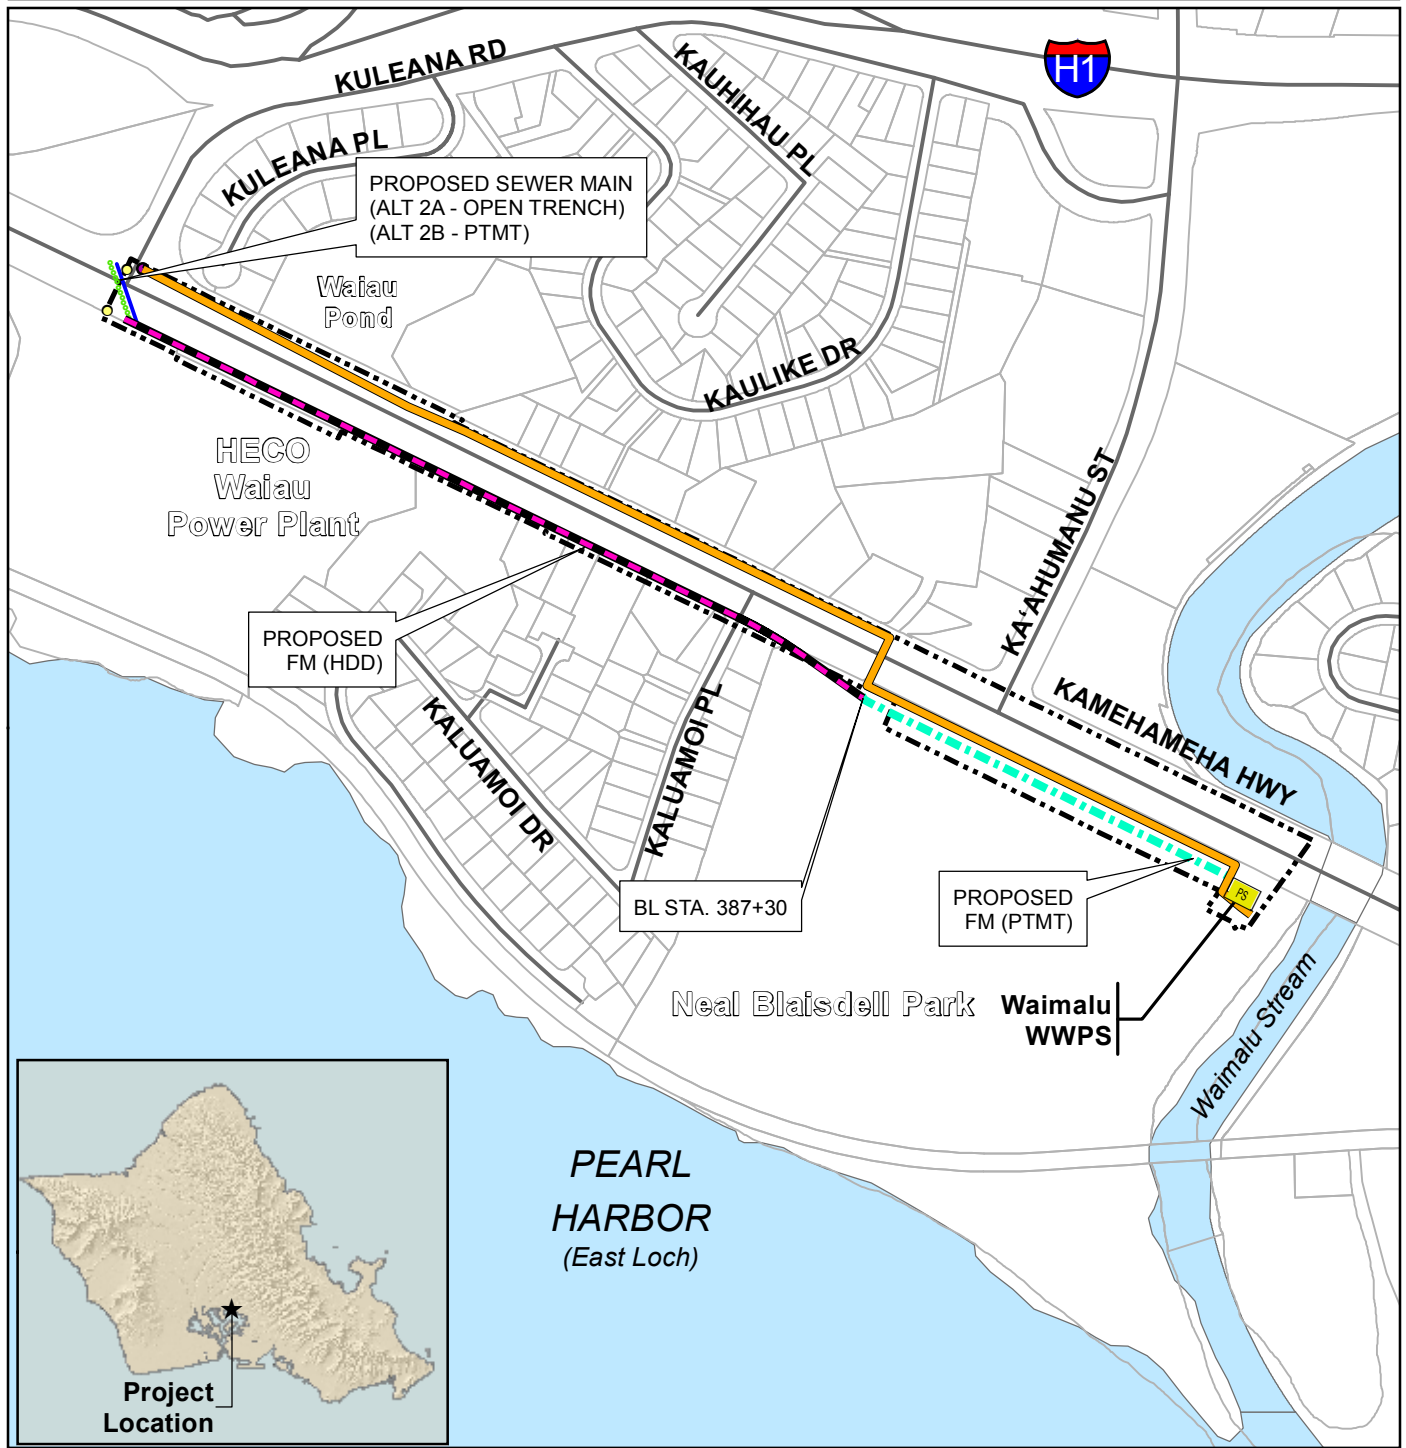 H1
KULEANA RD
KAUHIHAU PL
KULEANA PL
PROPOSED SEWER MAIN
(ALT 2A - OPEN TRENCH)
(ALT 2B - PTMT)
Waiau
Pond
KAULIKE DR
HECO
Waiau
Power Plant
KA'AHUMANU ST
PROPOSED
FM (HDD)
KAMEHAMEHA HWY
KALUAMOI DR
KALUAMOI PL
BL STA. 387+30
PROPOSED
FM (PTMT)
PS
Neal Blaisdell Park
Waimalu
WWPS
Waimalu Stream
PEARL
HARBOR
(East Loch)
Project
Location